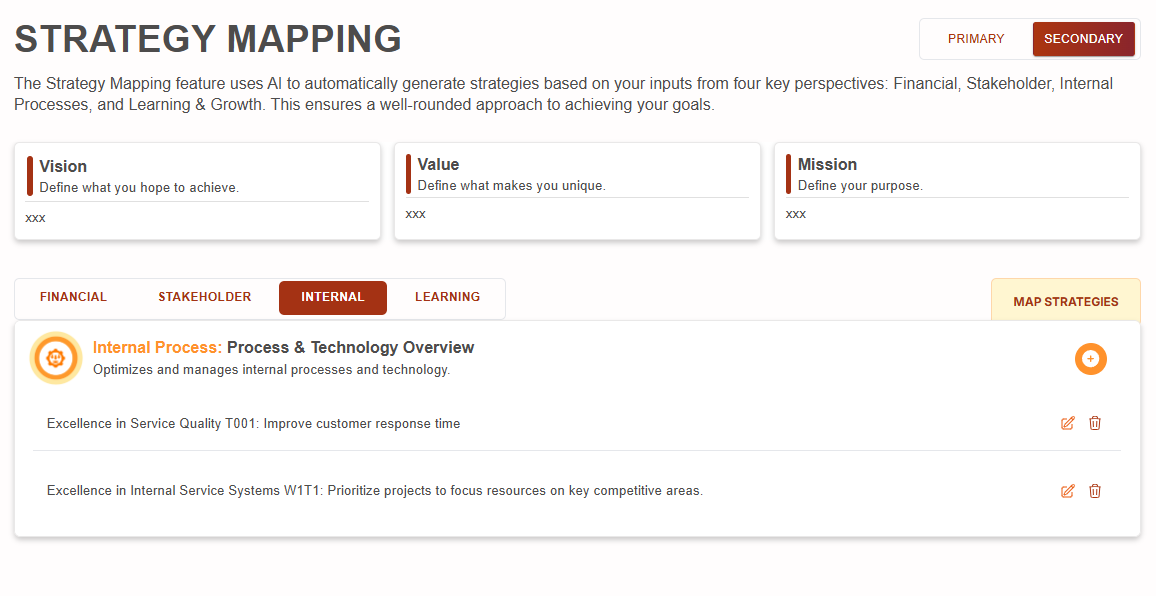 STRATEGY MAPPING
PRIMARY
SECONDARY
The Strategy Mapping feature uses AI to automatically generate strategies based on your inputs from four key perspectives: Financial, Stakeholder, Internal
Processes, and Learning & Growth. This ensures a well-rounded approach to achieving your goals.
Vision
Define what you hope to achieve.
xxx
Value
Define what makes you unique.
xxx
Mission
Define your purpose.
xxx
FINANCIAL
STAKEHOLDER
INTERNAL
LEARNING
MAP STRATEGIES
Internal Process: Process & Technology Overview
Optimizes and manages internal processes and technology.
Excellence in Service Quality T001: Improve customer response time
Excellence in Internal Service Systems W1T1: Prioritize projects to focus resources on key competitive areas.